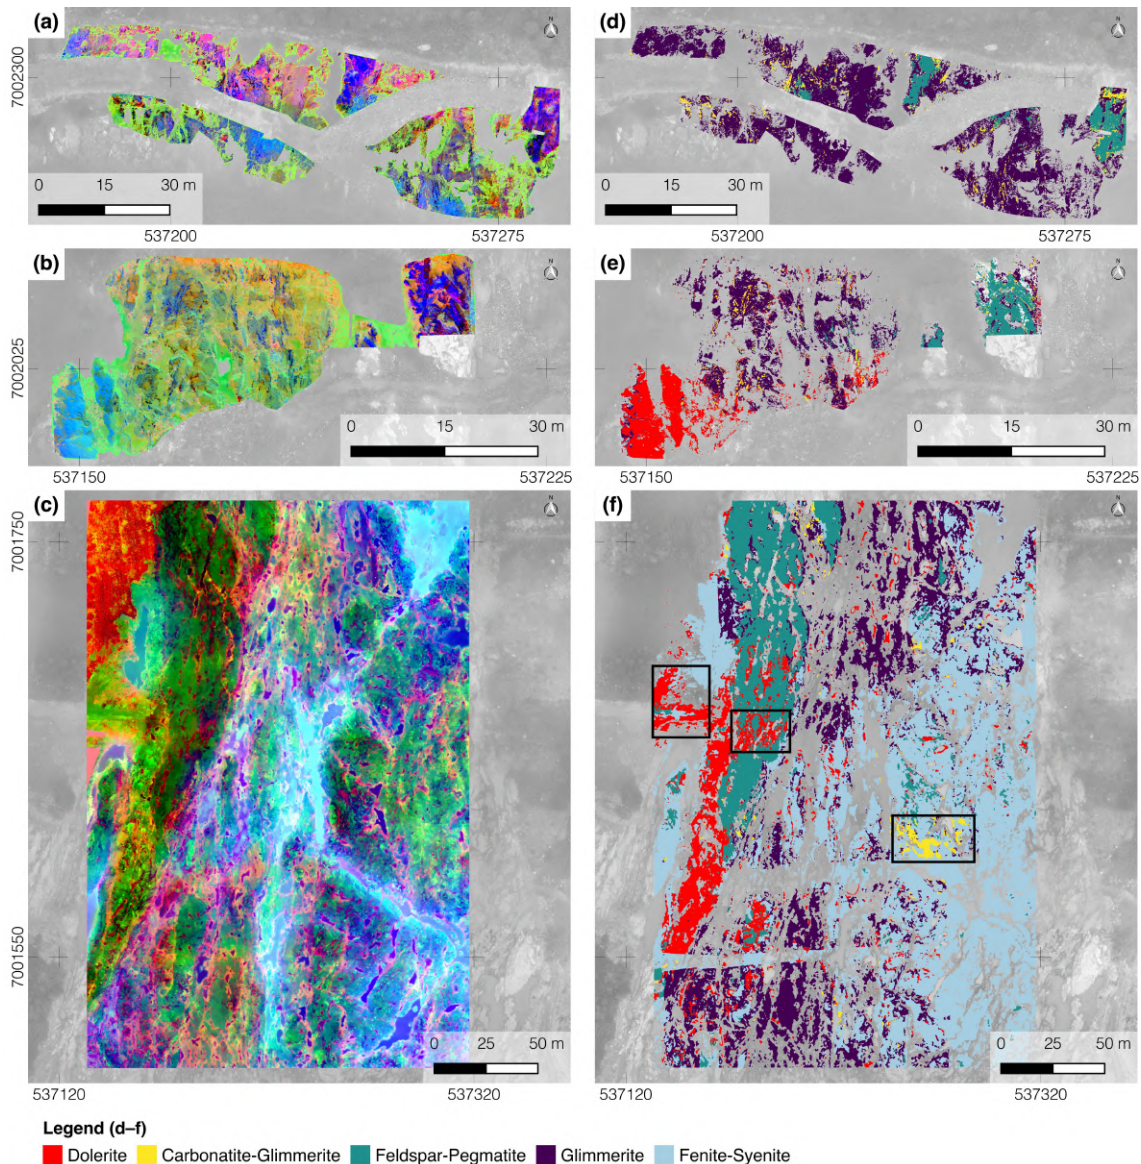 (a)
N
7002300
0 15 30 m
537200 537275
(d)
N
0 15 30 m
537200 537275
(b)
N
7002025
0 15 30 m
537150 537225
(e)
N
0 15 30 m
537150 537225
(c)
N
7001750
7001550
0 25 50 m
537120 537320
(f)
N
0 25 50 m
537120 537320
Legend (d–f)
Dolerite Carbonatite-Glimmerite Feldspar-Pegmatite Glimmerite Fenite-Syenite